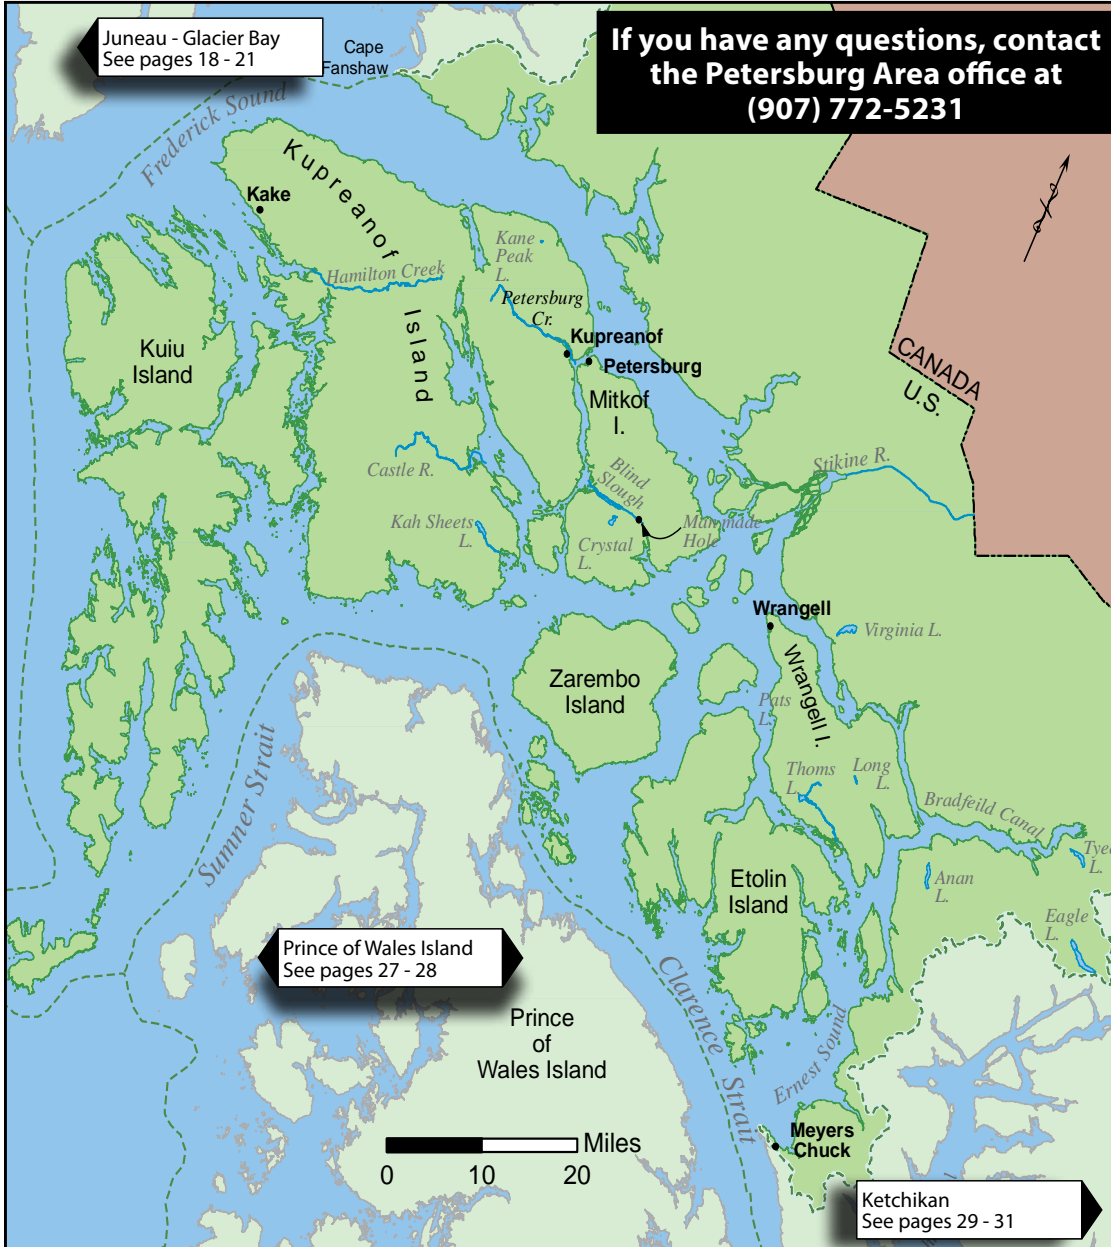 Juneau - Glacier Bay
See pages 18 - 21
Cape
Fanshaw
If you have any questions, contact
the Petersburg Area office at
(907) 772-5231
Frederick Sound
Kupreanof
Island
Kake
Kane
Peak
L.
Hamilton Creek
Petersburg
Cr.
Kupreanof
Petersburg
Kuiu
Island
Mitkof
I.
CANADA
U.S.
Castle R.
Blind
Slough
Stikine R.
Kah Sheets
L.
Crystal
L.
Man made
Hole
Wrangell
Virginia L.
Wrangell I.
Zarembo
Island
Pats
L.
Thoms
L.
Long
L.
Bradfeild Canal
Sumner Strait
Tyee
L.
Anan
L.
Etolin
Island
Eagle
L.
Prince of Wales Island
See pages 27 - 28
Clarence Strait
Prince
of
Wales Island
Ernest Sound
Meyers
Chuck
Miles
0 10 20
Ketchikan
See pages 29 - 31